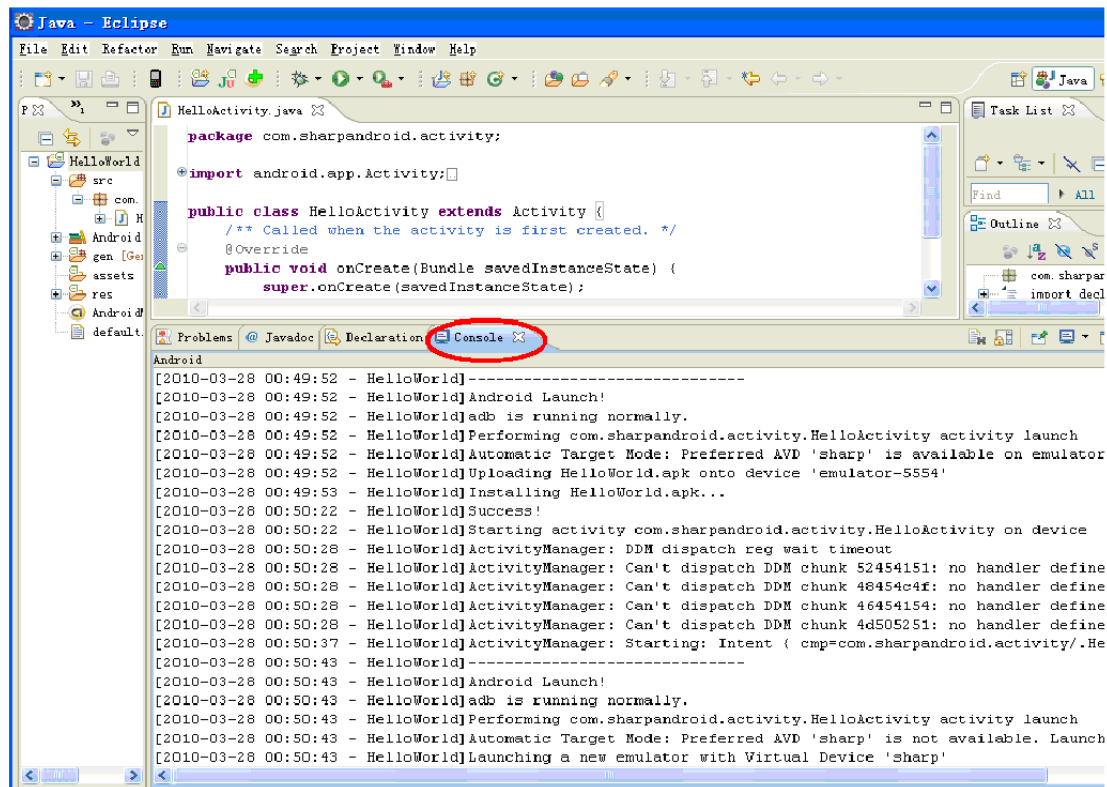 Java - Eclipse
File Edit Refactor Run Navigate Search Project Window Help
Java
P
HelloActivity.java
Task List
package com.sharpandroid.activity;
import android.app.Activity;
public class HelloActivity extends Activity {
/** Called when the activity is first created. */
@Override
public void onCreate(Bundle savedInstanceState) {
super.onCreate(savedInstanceState);
HelloWorld
src
com.
H
Android
gen [Ge
assets
res
Android
default.
Find
All
Outline
com.sharpar
import decl
Problems @ Javadoc Declaration Console
Android
[2010-03-28 00:49:52 - HelloWorld]------------------------------
[2010-03-28 00:49:52 - HelloWorld]Android Launch!
[2010-03-28 00:49:52 - HelloWorld]adb is running normally.
[2010-03-28 00:49:52 - HelloWorld]Performing com.sharpandroid.activity.HelloActivity activity launch
[2010-03-28 00:49:52 - HelloWorld]Automatic Target Mode: Preferred AVD 'sharp' is available on emulator
[2010-03-28 00:49:52 - HelloWorld]Uploading HelloWorld.apk onto device 'emulator-5554'
[2010-03-28 00:49:53 - HelloWorld]Installing HelloWorld.apk...
[2010-03-28 00:50:22 - HelloWorld]Success!
[2010-03-28 00:50:22 - HelloWorld]Starting activity com.sharpandroid.activity.HelloActivity on device
[2010-03-28 00:50:28 - HelloWorld]ActivityManager: DDM dispatch reg wait timeout
[2010-03-28 00:50:28 - HelloWorld]ActivityManager: Can't dispatch DDM chunk 52454151: no handler define
[2010-03-28 00:50:28 - HelloWorld]ActivityManager: Can't dispatch DDM chunk 48454c4f: no handler define
[2010-03-28 00:50:28 - HelloWorld]ActivityManager: Can't dispatch DDM chunk 46454154: no handler define
[2010-03-28 00:50:28 - HelloWorld]ActivityManager: Can't dispatch DDM chunk 4d505251: no handler define
[2010-03-28 00:50:37 - HelloWorld]ActivityManager: Starting: Intent { cmp=com.sharpandroid.activity/.He
[2010-03-28 00:50:43 - HelloWorld]------------------------------
[2010-03-28 00:50:43 - HelloWorld]Android Launch!
[2010-03-28 00:50:43 - HelloWorld]adb is running normally.
[2010-03-28 00:50:43 - HelloWorld]Performing com.sharpandroid.activity.HelloActivity activity launch
[2010-03-28 00:50:43 - HelloWorld]Automatic Target Mode: Preferred AVD 'sharp' is not available. Launch
[2010-03-28 00:50:43 - HelloWorld]Launching a new emulator with Virtual Device 'sharp'